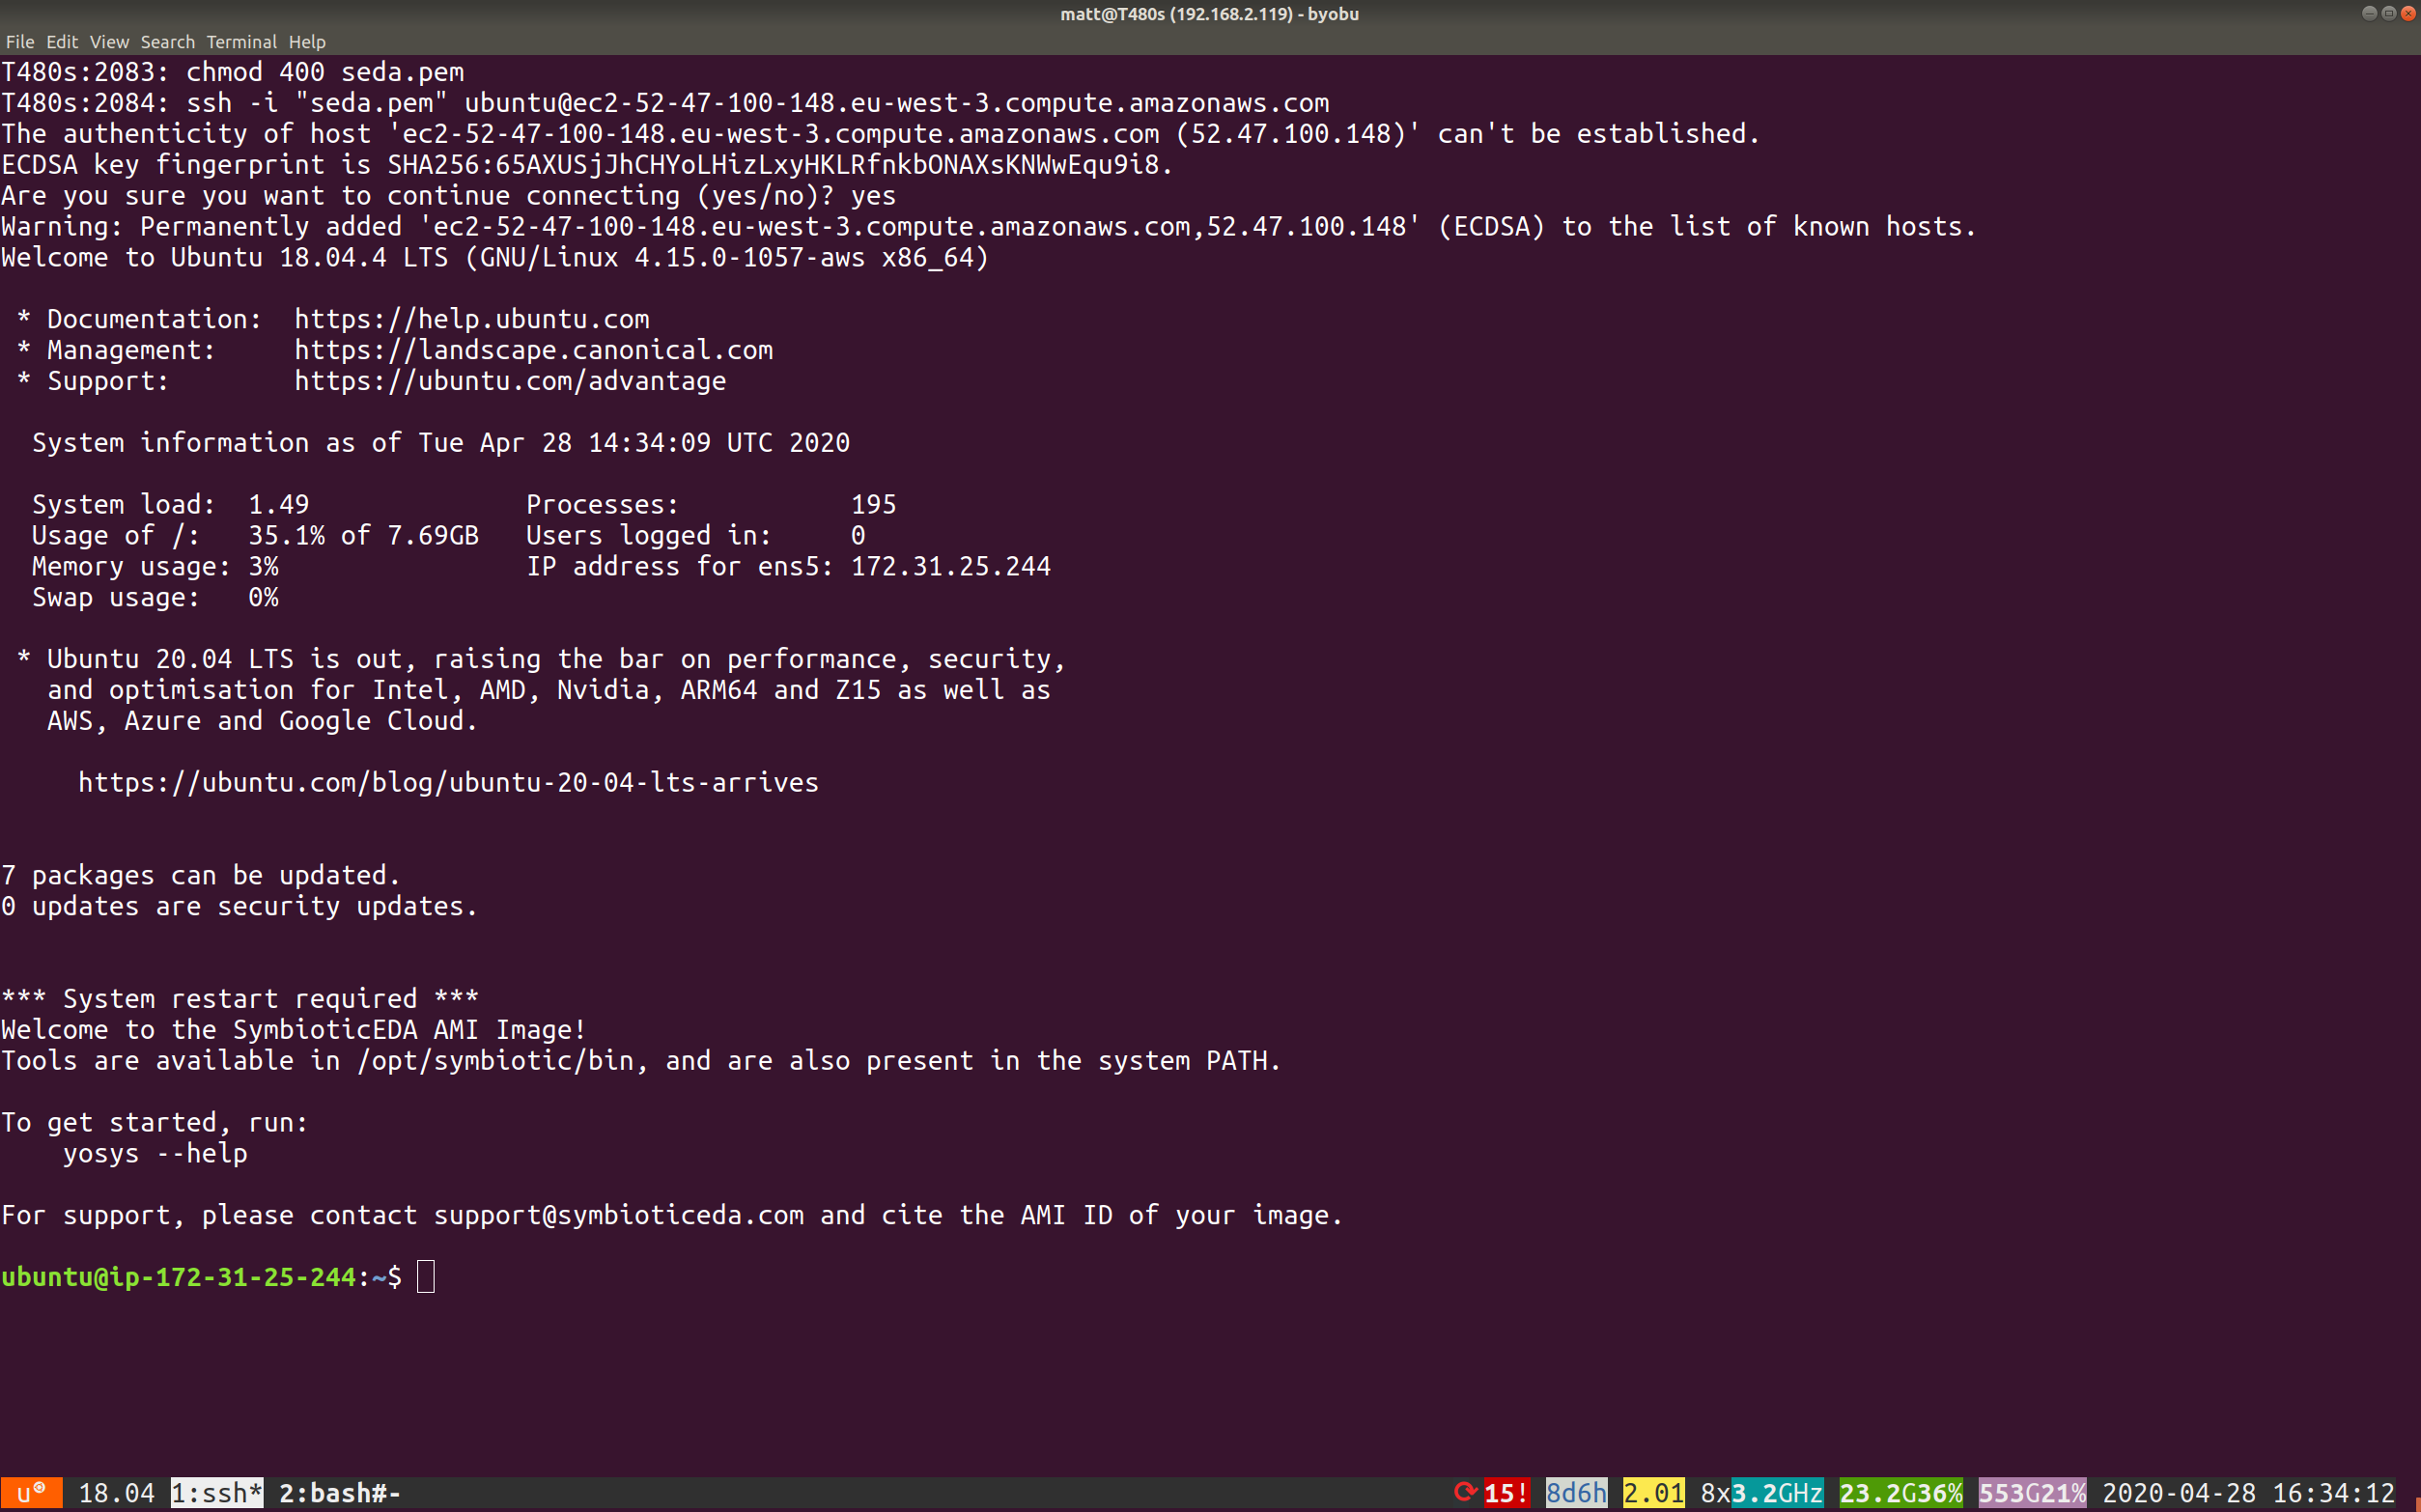 matt@T480s (192.168.2.119) - byobu
File Edit View Search Terminal Help
T480s:2083: chmod 400 seda.pem
T480s:2084: ssh -i "seda.pem" ubuntu@ec2-52-47-100-148.eu-west-3.compute.amazonaws.com
The authenticity of host 'ec2-52-47-100-148.eu-west-3.compute.amazonaws.com (52.47.100.148)' can't be established.
ECDSA key fingerprint is SHA256:65AXUSjJhCHYoLHizLxyHKLRfnkbONAXsKNWwEqu9i8.
Are you sure you want to continue connecting (yes/no)? yes
Warning: Permanently added 'ec2-52-47-100-148.eu-west-3.compute.amazonaws.com,52.47.100.148' (ECDSA) to the list of known hosts.
Welcome to Ubuntu 18.04.4 LTS (GNU/Linux 4.15.0-1057-aws x86_64)
* Documentation:  https://help.ubuntu.com
* Management:     https://landscape.canonical.com
* Support:        https://ubuntu.com/advantage
System information as of Tue Apr 28 14:34:09 UTC 2020
System load:  1.49              Processes:           195
Usage of /:   35.1% of 7.69GB   Users logged in:     0
Memory usage: 3%                IP address for ens5: 172.31.25.244
Swap usage:   0%
* Ubuntu 20.04 LTS is out, raising the bar on performance, security,
and optimisation for Intel, AMD, Nvidia, ARM64 and Z15 as well as
AWS, Azure and Google Cloud.
https://ubuntu.com/blog/ubuntu-20-04-lts-arrives
7 packages can be updated.
0 updates are security updates.
*** System restart required ***
Welcome to the SymbioticEDA AMI Image!
Tools are available in /opt/symbiotic/bin, and are also present in the system PATH.
To get started, run:
yosys --help
For support, please contact support@symbioticeda.com and cite the AMI ID of your image.
ubuntu@ip-172-31-25-244:~$
u 18.04 1:ssh* 2:bash#- ⟳15! 8d6h 2.01 8x3.2GHz 23.2G36% 553G21% 2020-04-28 16:34:12